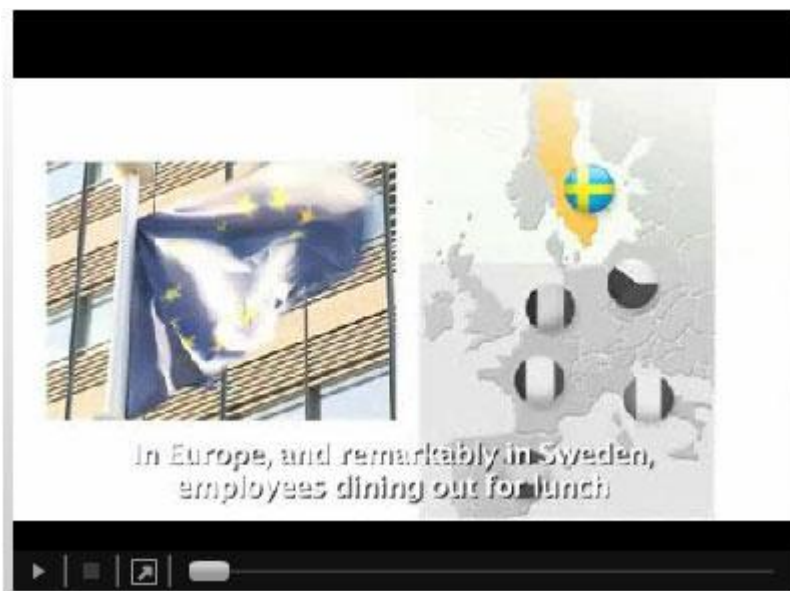 In Europe, and remarkably in Sweden,
employees dining out for lunch